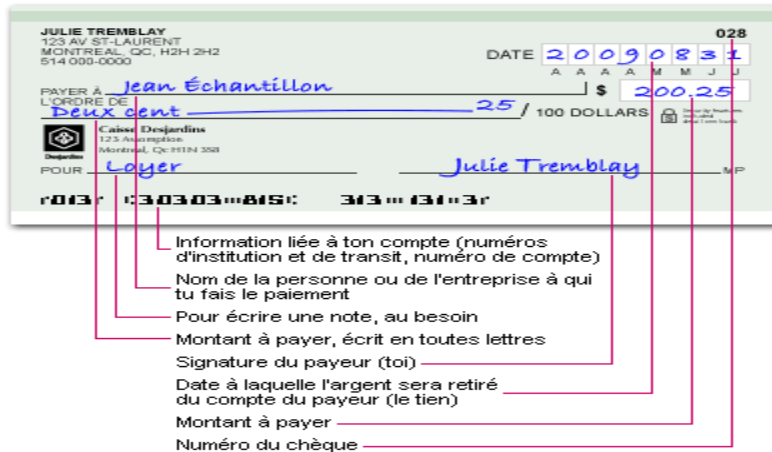 JULIE TREMBLAY
123 AV ST-LAURENT
MONTREAL, QC, H2H 2H2
514 000-0000
028
DATE 2 0 0 9 0 8 3 1
A A A A M M J J
PAYER À L'ORDRE DE Jean Échantillon $ 200.25
Deux cent 25 / 100 DOLLARS
Caisse Desjardins
123 Assomption
Montréal, Qc H1N 3S8
Desjardins
POUR Loyer Julie Tremblay MP
Information liée à ton compte (numéros
d'institution et de transit, numéro de compte)
Nom de la personne ou de l'entreprise à qui
tu fais le paiement
Pour écrire une note, au besoin
Montant à payer, écrit en toutes lettres
Signature du payeur (toi)
Date à laquelle l'argent sera retiré
du compte du payeur (le tien)
Montant à payer
Numéro du chèque